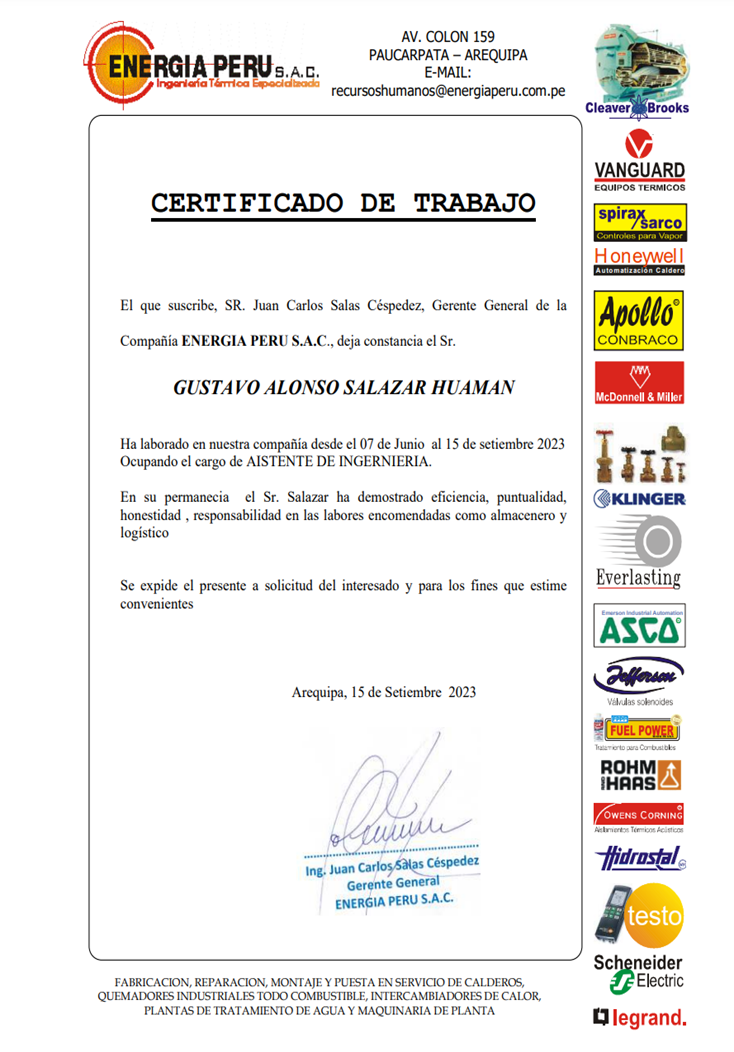 ENERGIA PERU S.A.C.
Ingeniería Térmica Especializada
AV. COLON 159
PAUCARPATA – AREQUIPA
E-MAIL:
recursoshumanos@energiaperu.com.pe
CERTIFICADO DE TRABAJO
El que suscribe, SR. Juan Carlos Salas Céspedez, Gerente General de la
Compañía ENERGIA PERU S.A.C., deja constancia el Sr.
GUSTAVO ALONSO SALAZAR HUAMAN
Ha laborado en nuestra compañía desde el 07 de Junio al 15 de setiembre 2023
Ocupando el cargo de AISTENTE DE INGERNIERIA.
En su permanecia el Sr. Salazar ha demostrado eficiencia, puntualidad,
honestidad , responsabilidad en las labores encomendadas como almacenero y
logístico
Se expide el presente a solicitud del interesado y para los fines que estime
convenientes
Arequipa, 15 de Setiembre 2023
Ing. Juan Carlos Salas Céspedez
Gerente General
ENERGIA PERU S.A.C.
FABRICACION, REPARACION, MONTAJE Y PUESTA EN SERVICIO DE CALDEROS,
QUEMADORES INDUSTRIALES TODO COMBUSTIBLE, INTERCAMBIADORES DE CALOR,
PLANTAS DE TRATAMIENTO DE AGUA Y MAQUINARIA DE PLANTA
Cleaver Brooks
VANGUARD
EQUIPOS TERMICOS
spirax/sarco
Controles para Vapor
Honeywell
Automatización Caldero
Apollo
CONBRACO
McDonnell & Miller
KLINGER
Everlasting
Emerson Industrial Automation
ASCO
Jefferson
Válvulas solenoides
FUEL POWER
Tratamiento para Combustibles
ROHM AND HAAS
OWENS CORNING
Aislamientos Térmicos Acústicos
Hidrostal
testo
Scheneider
Electric
legrand.